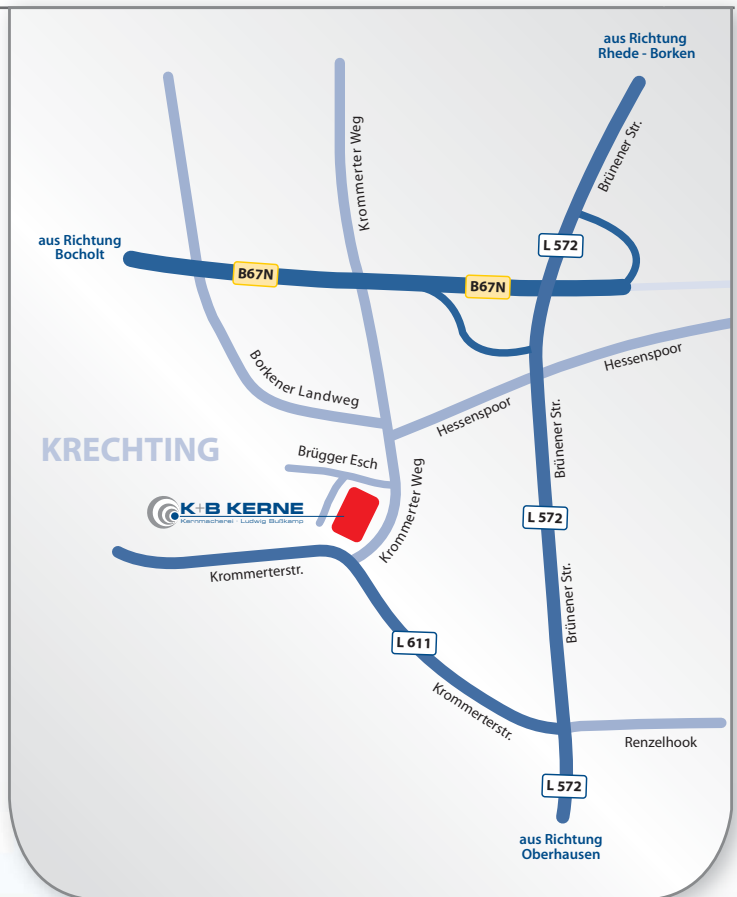 aus Richtung
Rhede - Borken
Brünener Str.
Krommerter Weg
L 572
aus Richtung
Bocholt
B67N
B67N
Hessenspoor
Borkener Landweg
Hessenspoor
Brünener Str.
KRECHTING
Brügger Esch
Krommerter Weg
K+B KERNE
Kernmacherei · Ludwig Bußkamp
L 572
Krommerterstr.
Brünener Str.
L 611
Krommerterstr.
Renzelhook
L 572
aus Richtung
Oberhausen